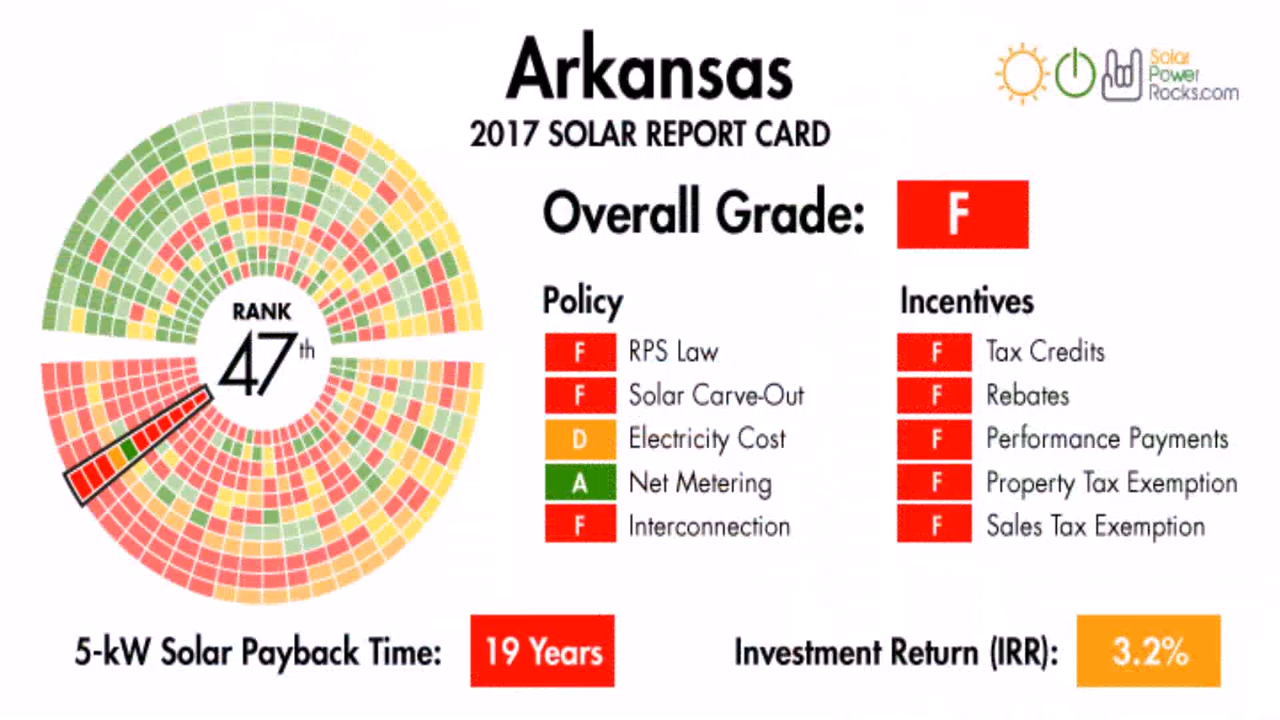 Arkansas
2017 SOLAR REPORT CARD
Solar
Power
Rocks.com
RANK
47th
Overall Grade: F
Policy
F RPS Law
F Solar Carve-Out
D Electricity Cost
A Net Metering
F Interconnection
Incentives
F Tax Credits
F Rebates
F Performance Payments
F Property Tax Exemption
F Sales Tax Exemption
5-kW Solar Payback Time: 19 Years
Investment Return (IRR): 3.2%